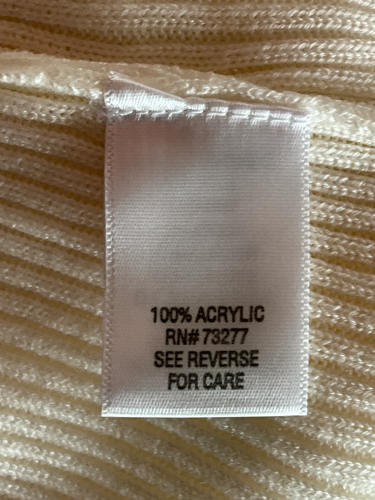 100% ACRYLIC
RN# 73277
SEE REVERSE
FOR CARE